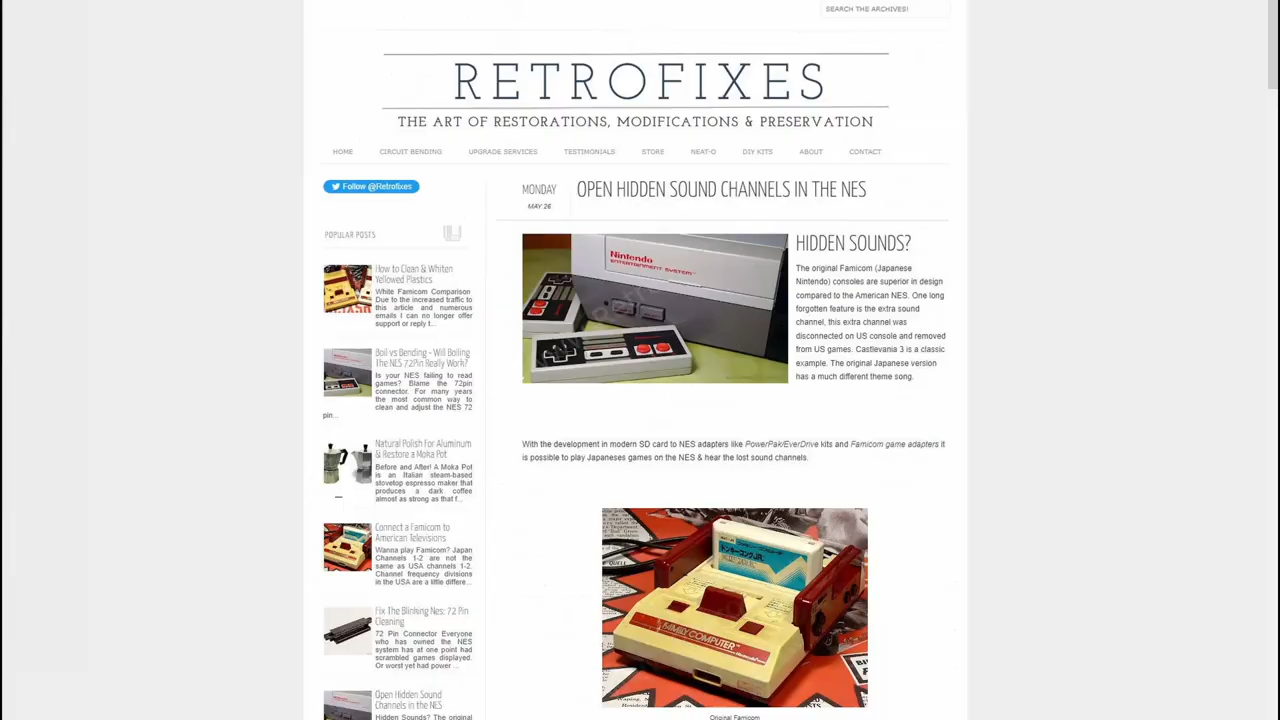 SEARCH THE ARCHIVES!
RETROFIXES
THE ART OF RESTORATIONS, MODIFICATIONS & PRESERVATION
HOME CIRCUIT BENDING UPGRADE SERVICES TESTIMONIALS STORE NEAT-O DIY KITS ABOUT CONTACT
Follow @Retrofixes
POPULAR POSTS
How to Clean & Whiten
Yellowed Plastics
White Famicom Comparison
Due to the increased traffic to
this article and numerous
emails I can no longer offer
support or reply t...
Boil vs Bending - Will Boiling
The NES 72Pin Really Work?
Is your NES failing to read
games? Blame the 72pin
connector. For many years
the most common way to
clean and adjust the NES 72
pin...
Natural Polish For Aluminum
& Restore a Moka Pot
Before and After! A Moka Pot
is an Italian steam-based
stovetop espresso maker that
produces a dark coffee
almost as strong as that f...
Connect a Famicom to
American Televisions
Wanna play Famicom? Japan
Channels 1-2 are not the
same as USA channels 1-2.
Channel frequency divisions
in the USA are a little differe...
Fix The Blinking Nes: 72 Pin
Cleaning
72 Pin Connector Everyone
who has owned the NES
system has at one point had
scrambled games displayed.
Or worst yet had power ...
Open Hidden Sound
Channels in the NES
Hidden Sounds? The original
MONDAY
MAY 26
OPEN HIDDEN SOUND CHANNELS IN THE NES
Nintendo
ENTERTAINMENT SYSTEM
HIDDEN SOUNDS?
The original Famicom (Japanese
Nintendo) consoles are superior in design
compared to the American NES. One long
forgotten feature is the extra sound
channel, this extra channel was
disconnected on US console and removed
from US games. Castlevania 3 is a classic
example. The original Japanese version
has a much different theme song.
With the development in modern SD card to NES adapters like PowerPak/EverDrive kits and Famicom game adapters it
is possible to play Japaneses games on the NES & hear the lost sound channels.
ドンキーコングJR.
FAMILY COMPUTER
Original Famicom